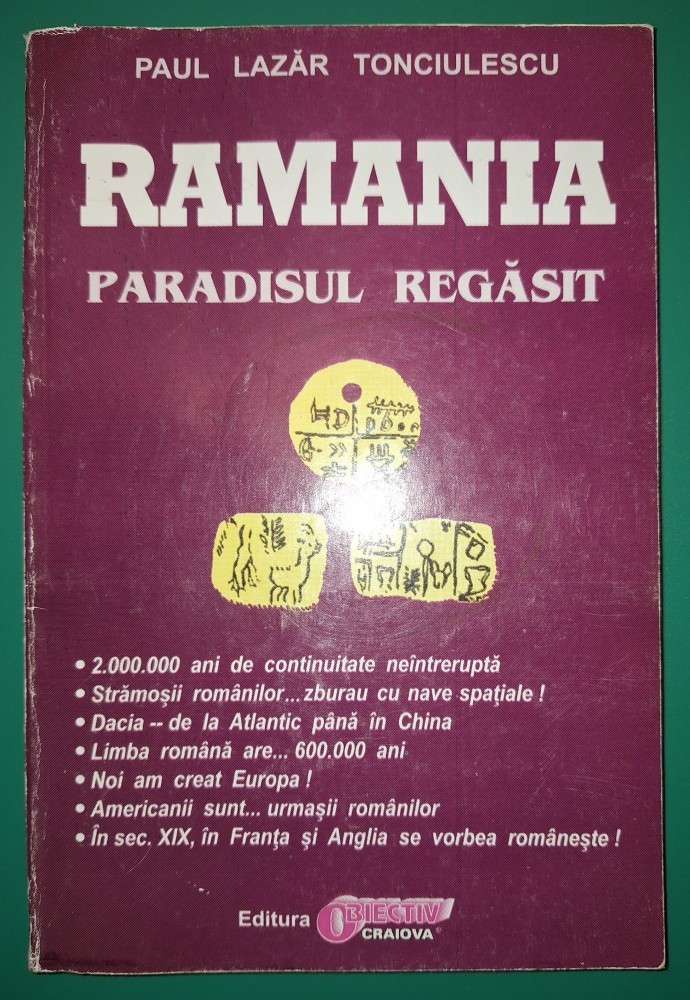 PAUL LAZĂR TONCIULESCU
RAMANIA
PARADISUL REGĂSIT
• 2.000.000 ani de continuitate neîntreruptă
• Strămoşii românilor... zburau cu nave spaţiale !
• Dacia -- de la Atlantic până în China
• Limba română are... 600.000 ani
• Noi am creat Europa !
• Americanii sunt... urmaşii românilor
• În sec. XIX, în Franţa şi Anglia se vorbea româneşte !
Editura OBIECTIV
CRAIOVA